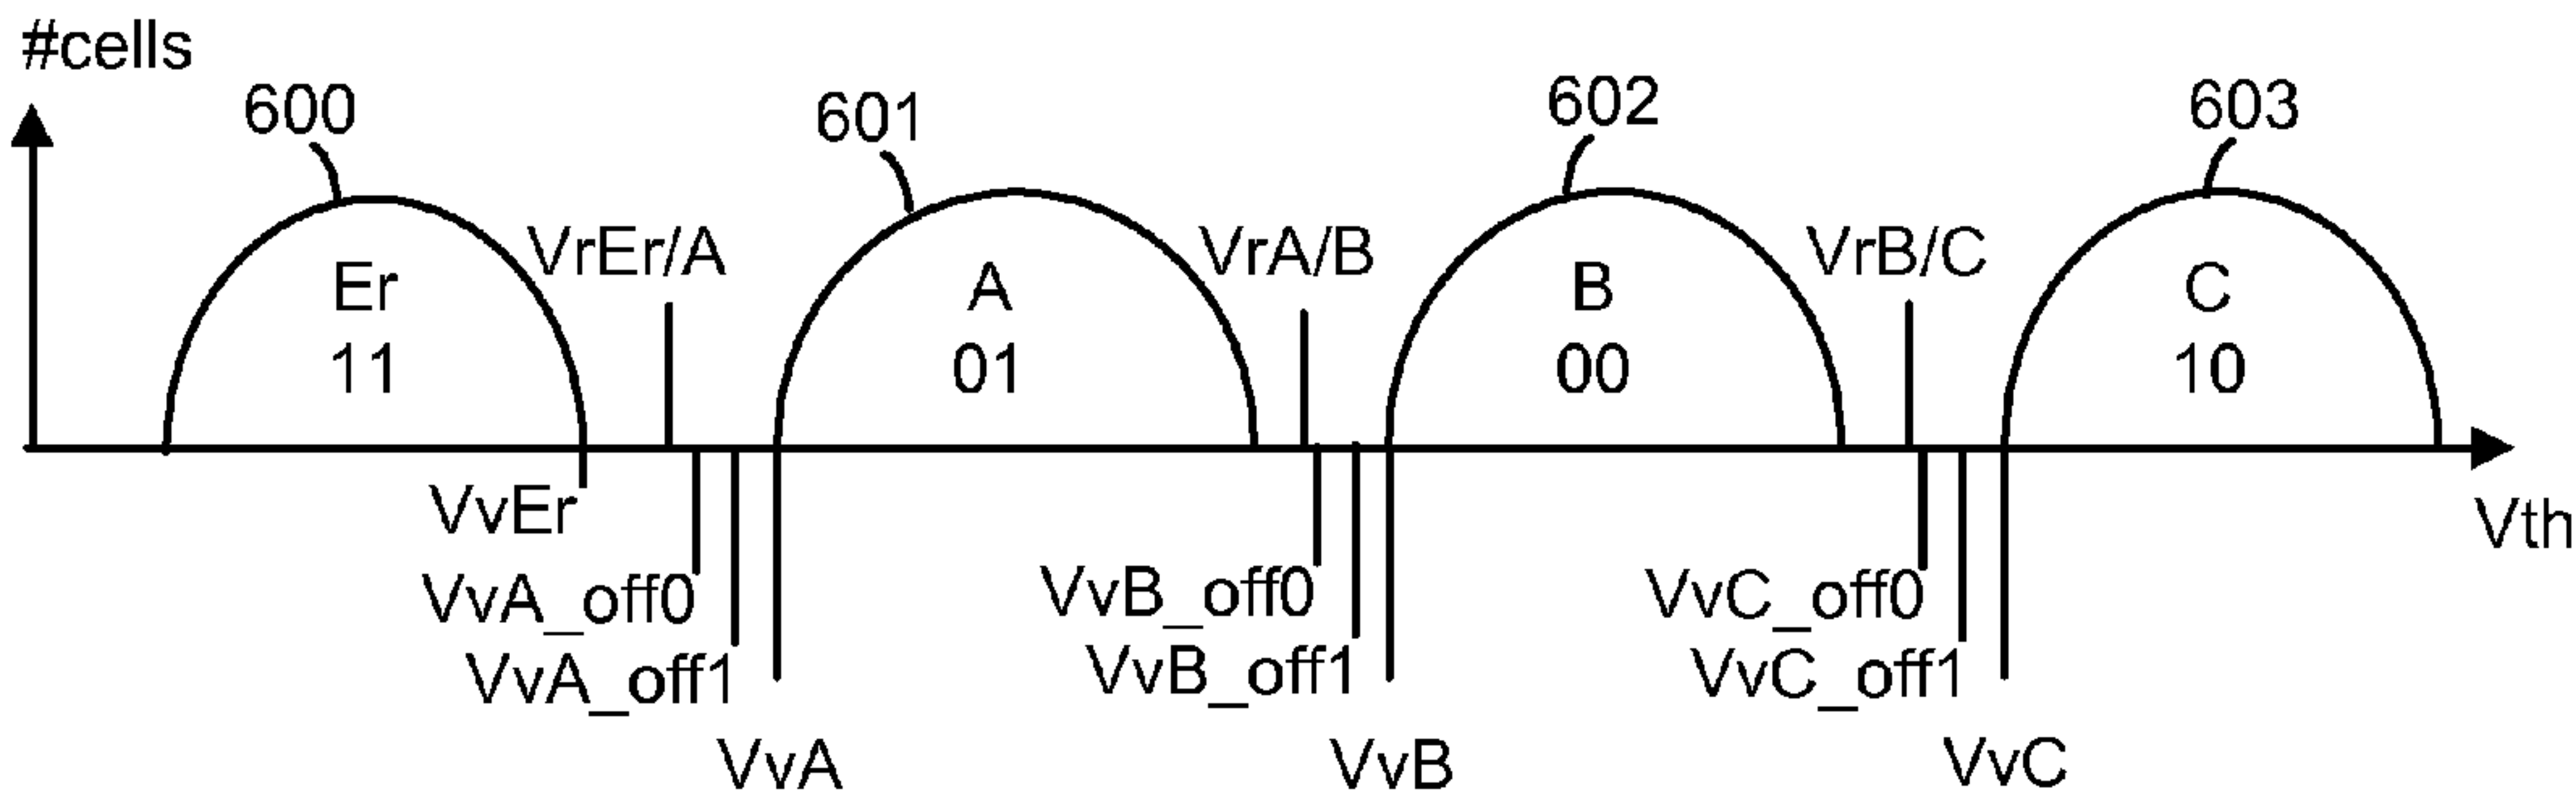 #cells
600
601
602
603
VrEr/A
VrA/B
VrB/C
Er
A
B
C
11
01
00
10
VvEr
Vth
VvA_off0
VvB_off0
VvC_off0
VvA_off1
VvB_off1
VvC_off1
VvA
VvB
VvC